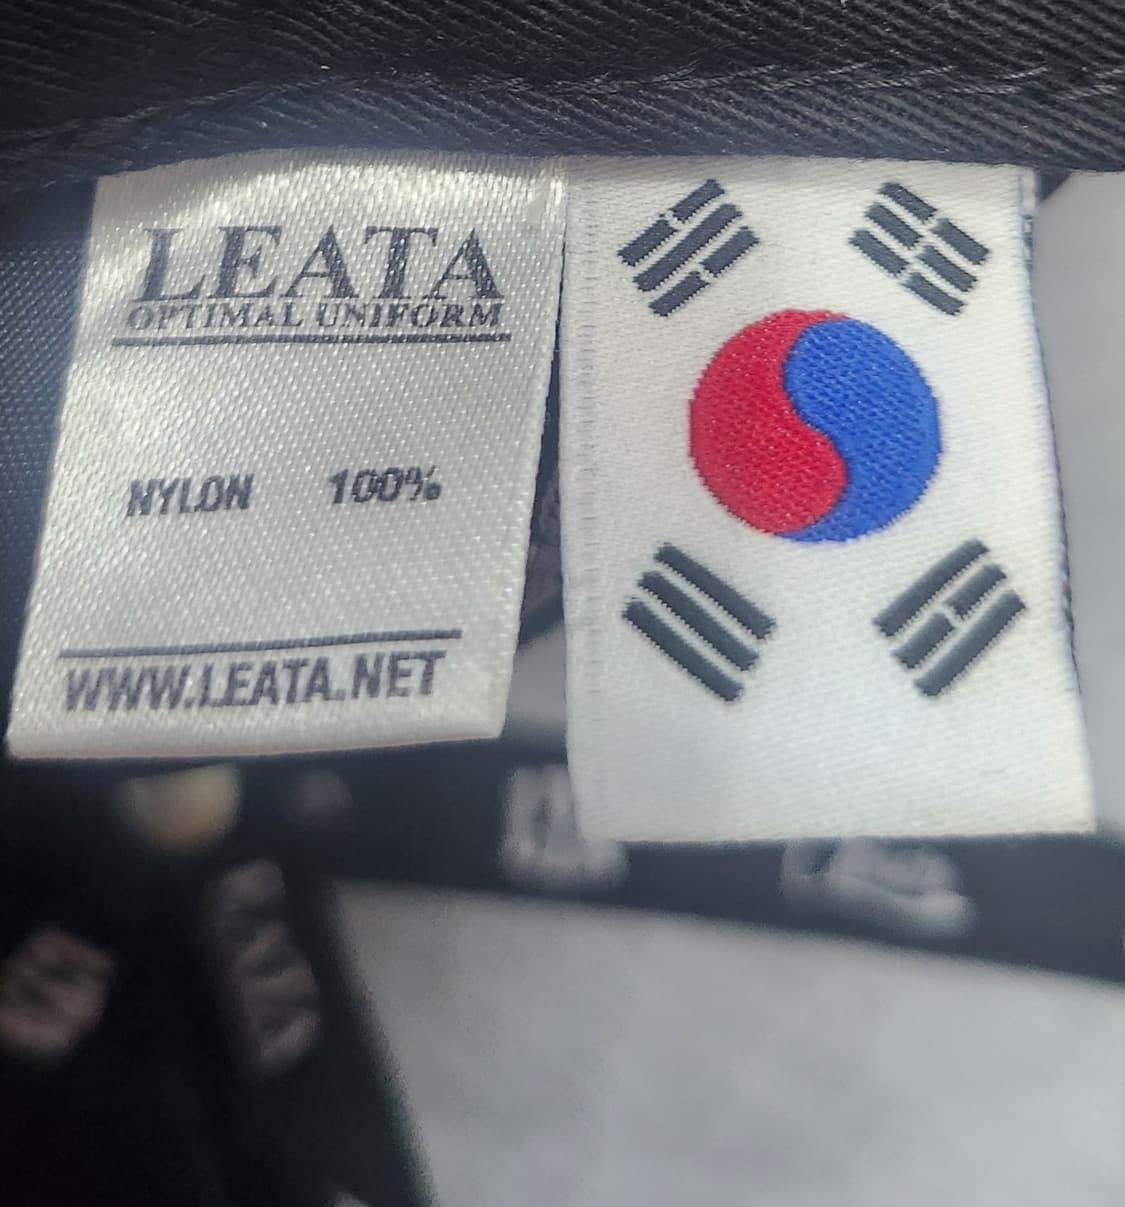 LEATA
OPTIMAL UNIFORM
NYLON 100%
WWW.LEATA.NET